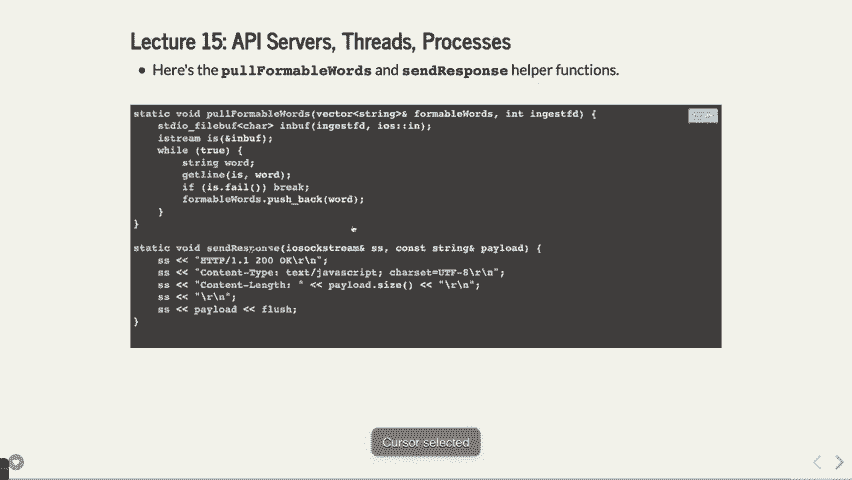 Lecture 15: API Servers, Threads, Processes
Here's the pullFormableWords and sendResponse helper functions.
static void pullFormableWords(vector<string>& formableWords, int ingestfd) {
stdio_filebuf<char> inbuf(ingestfd, ios::in);
istream is(&inbuf);
while (true) {
string word;
getline(is, word);
if (is.fail()) break;
formableWords.push_back(word);
}
}
static void sendResponse(iosockstream& ss, const string& payload) {
ss << "HTTP/1.1 200 OK\r\n";
ss << "Content-Type: text/javascript; charset=UTF-8\r\n";
ss << "Content-Length: " << payload.size() << "\r\n";
ss << "\r\n";
ss << payload << flush;
}
Cursor selected